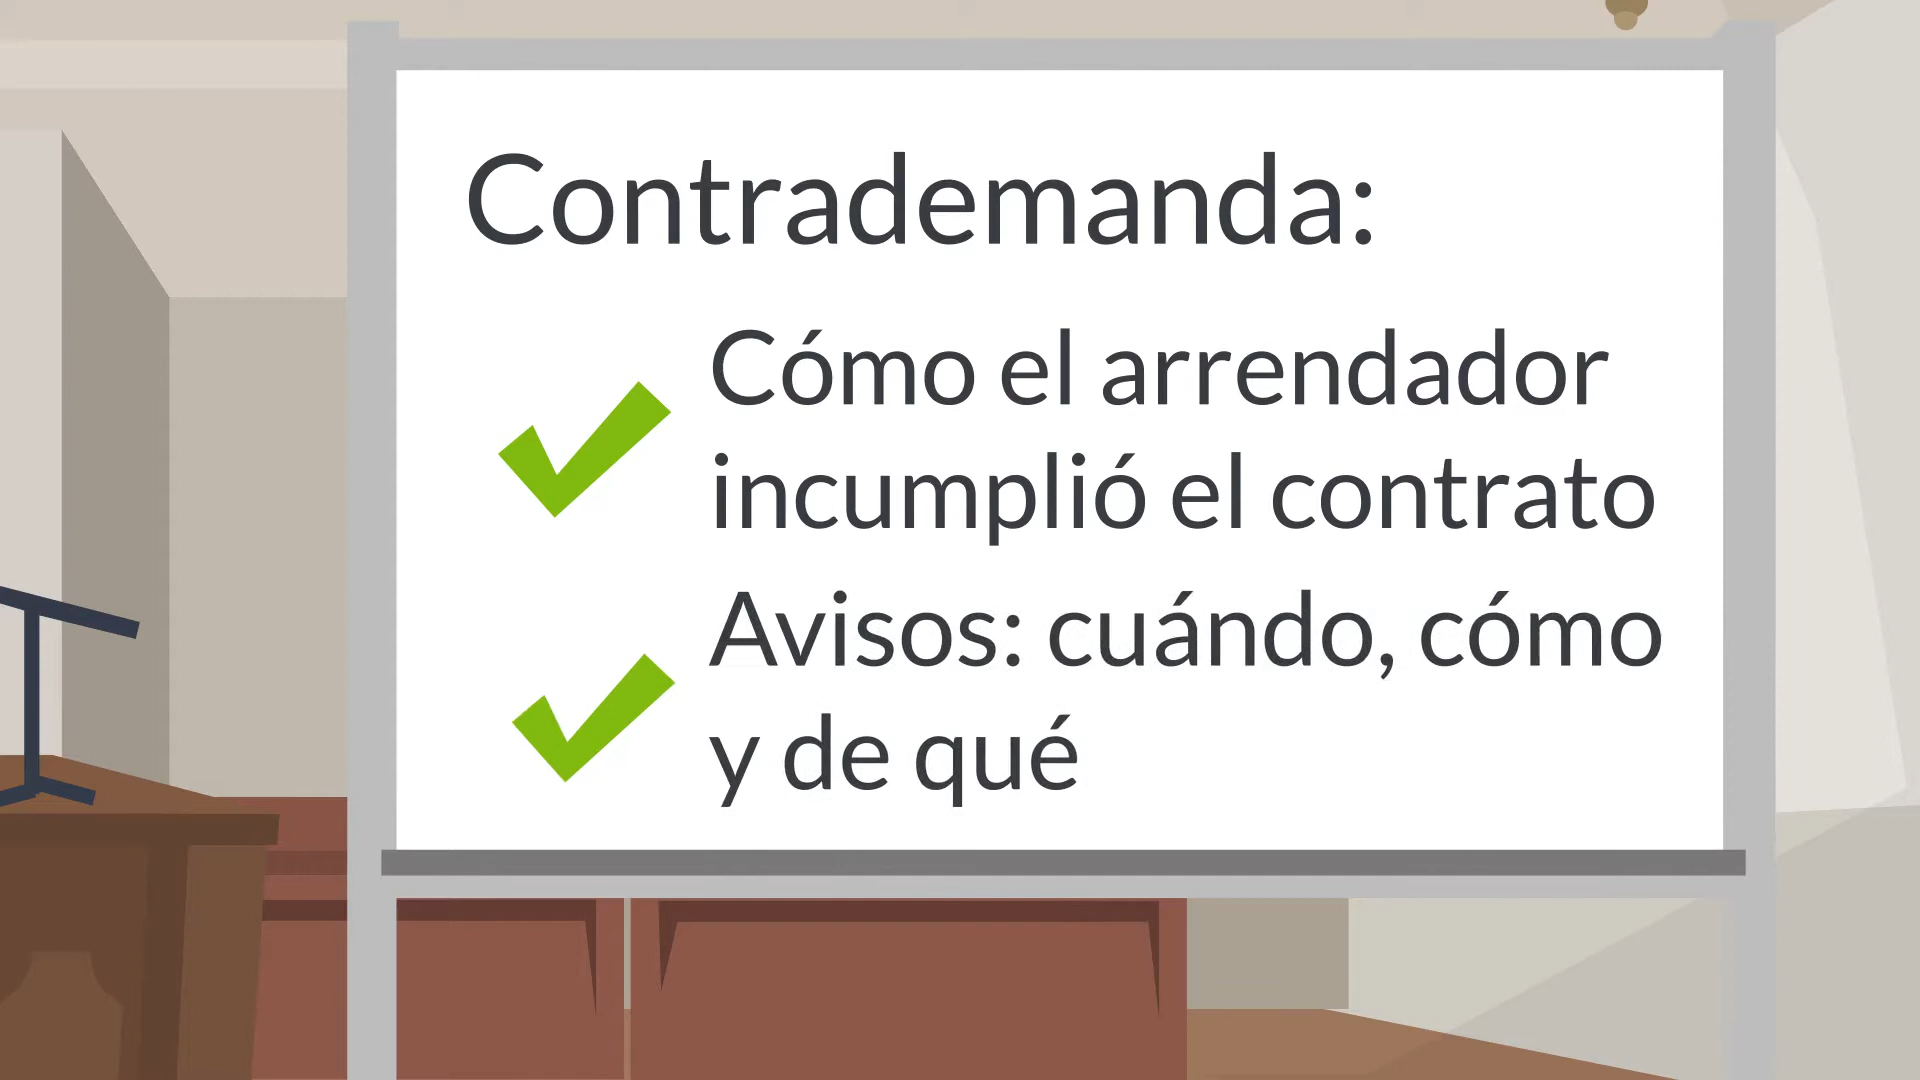 Contrademanda:
Cómo el arrendador
incumplió el contrato
Avisos: cuándo, cómo
y de qué